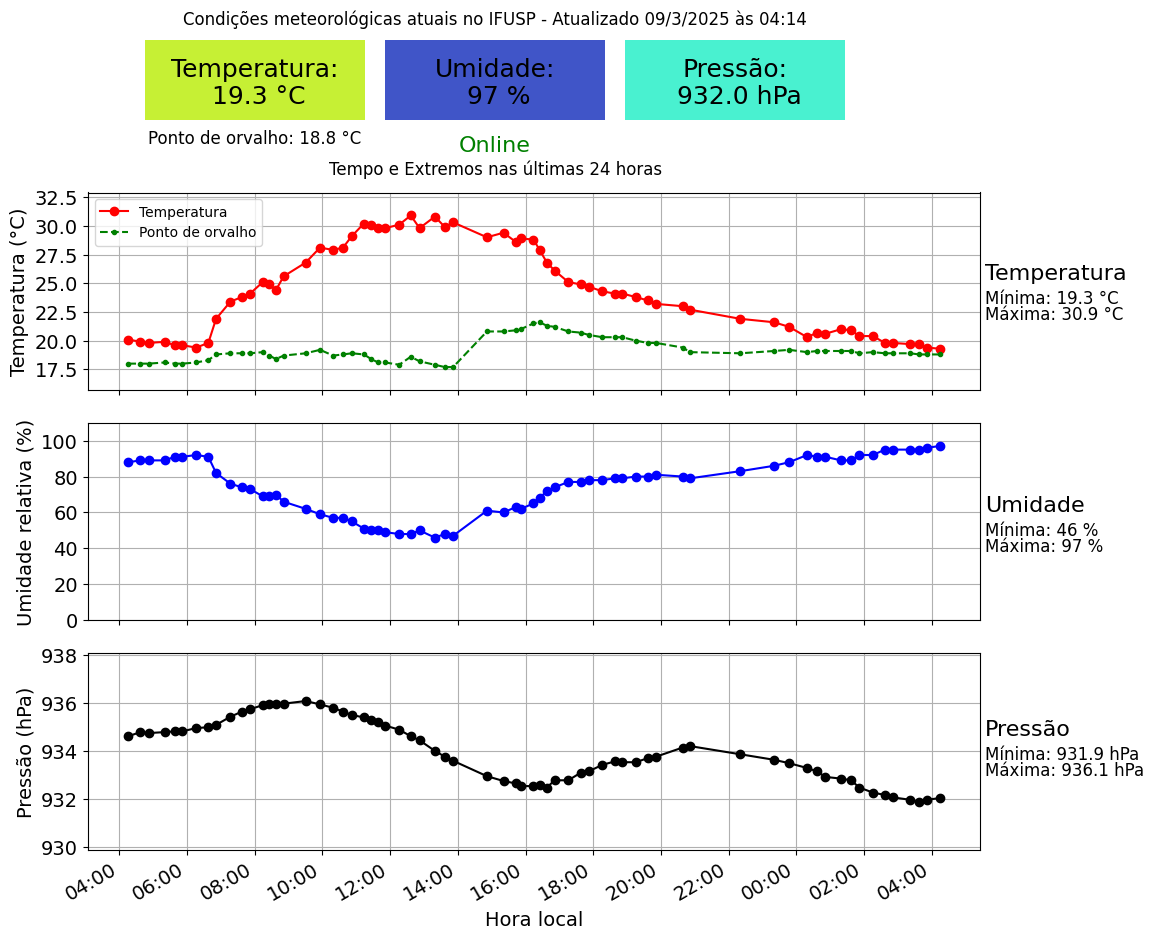 Condições meteorológicas atuais no IFUSP - Atualizado 09/3/2025 às 04:14
Temperatura:
19.3 °C
Umidade:
97 %
Pressão:
932.0 hPa
Ponto de orvalho: 18.8 °C
Online
Tempo e Extremos nas últimas 24 horas
Temperatura (°C)
32.5
30.0
27.5
25.0
22.5
20.0
17.5
Temperatura
Ponto de orvalho
Temperatura
Mínima: 19.3 °C
Máxima: 30.9 °C
Umidade relativa (%)
100
80
60
40
20
0
Umidade
Mínima: 46 %
Máxima: 97 %
Pressão (hPa)
938
936
934
932
930
Pressão
Mínima: 931.9 hPa
Máxima: 936.1 hPa
04:00 06:00 08:00 10:00 12:00 14:00 16:00 18:00 20:00 22:00 00:00 02:00 04:00
Hora local